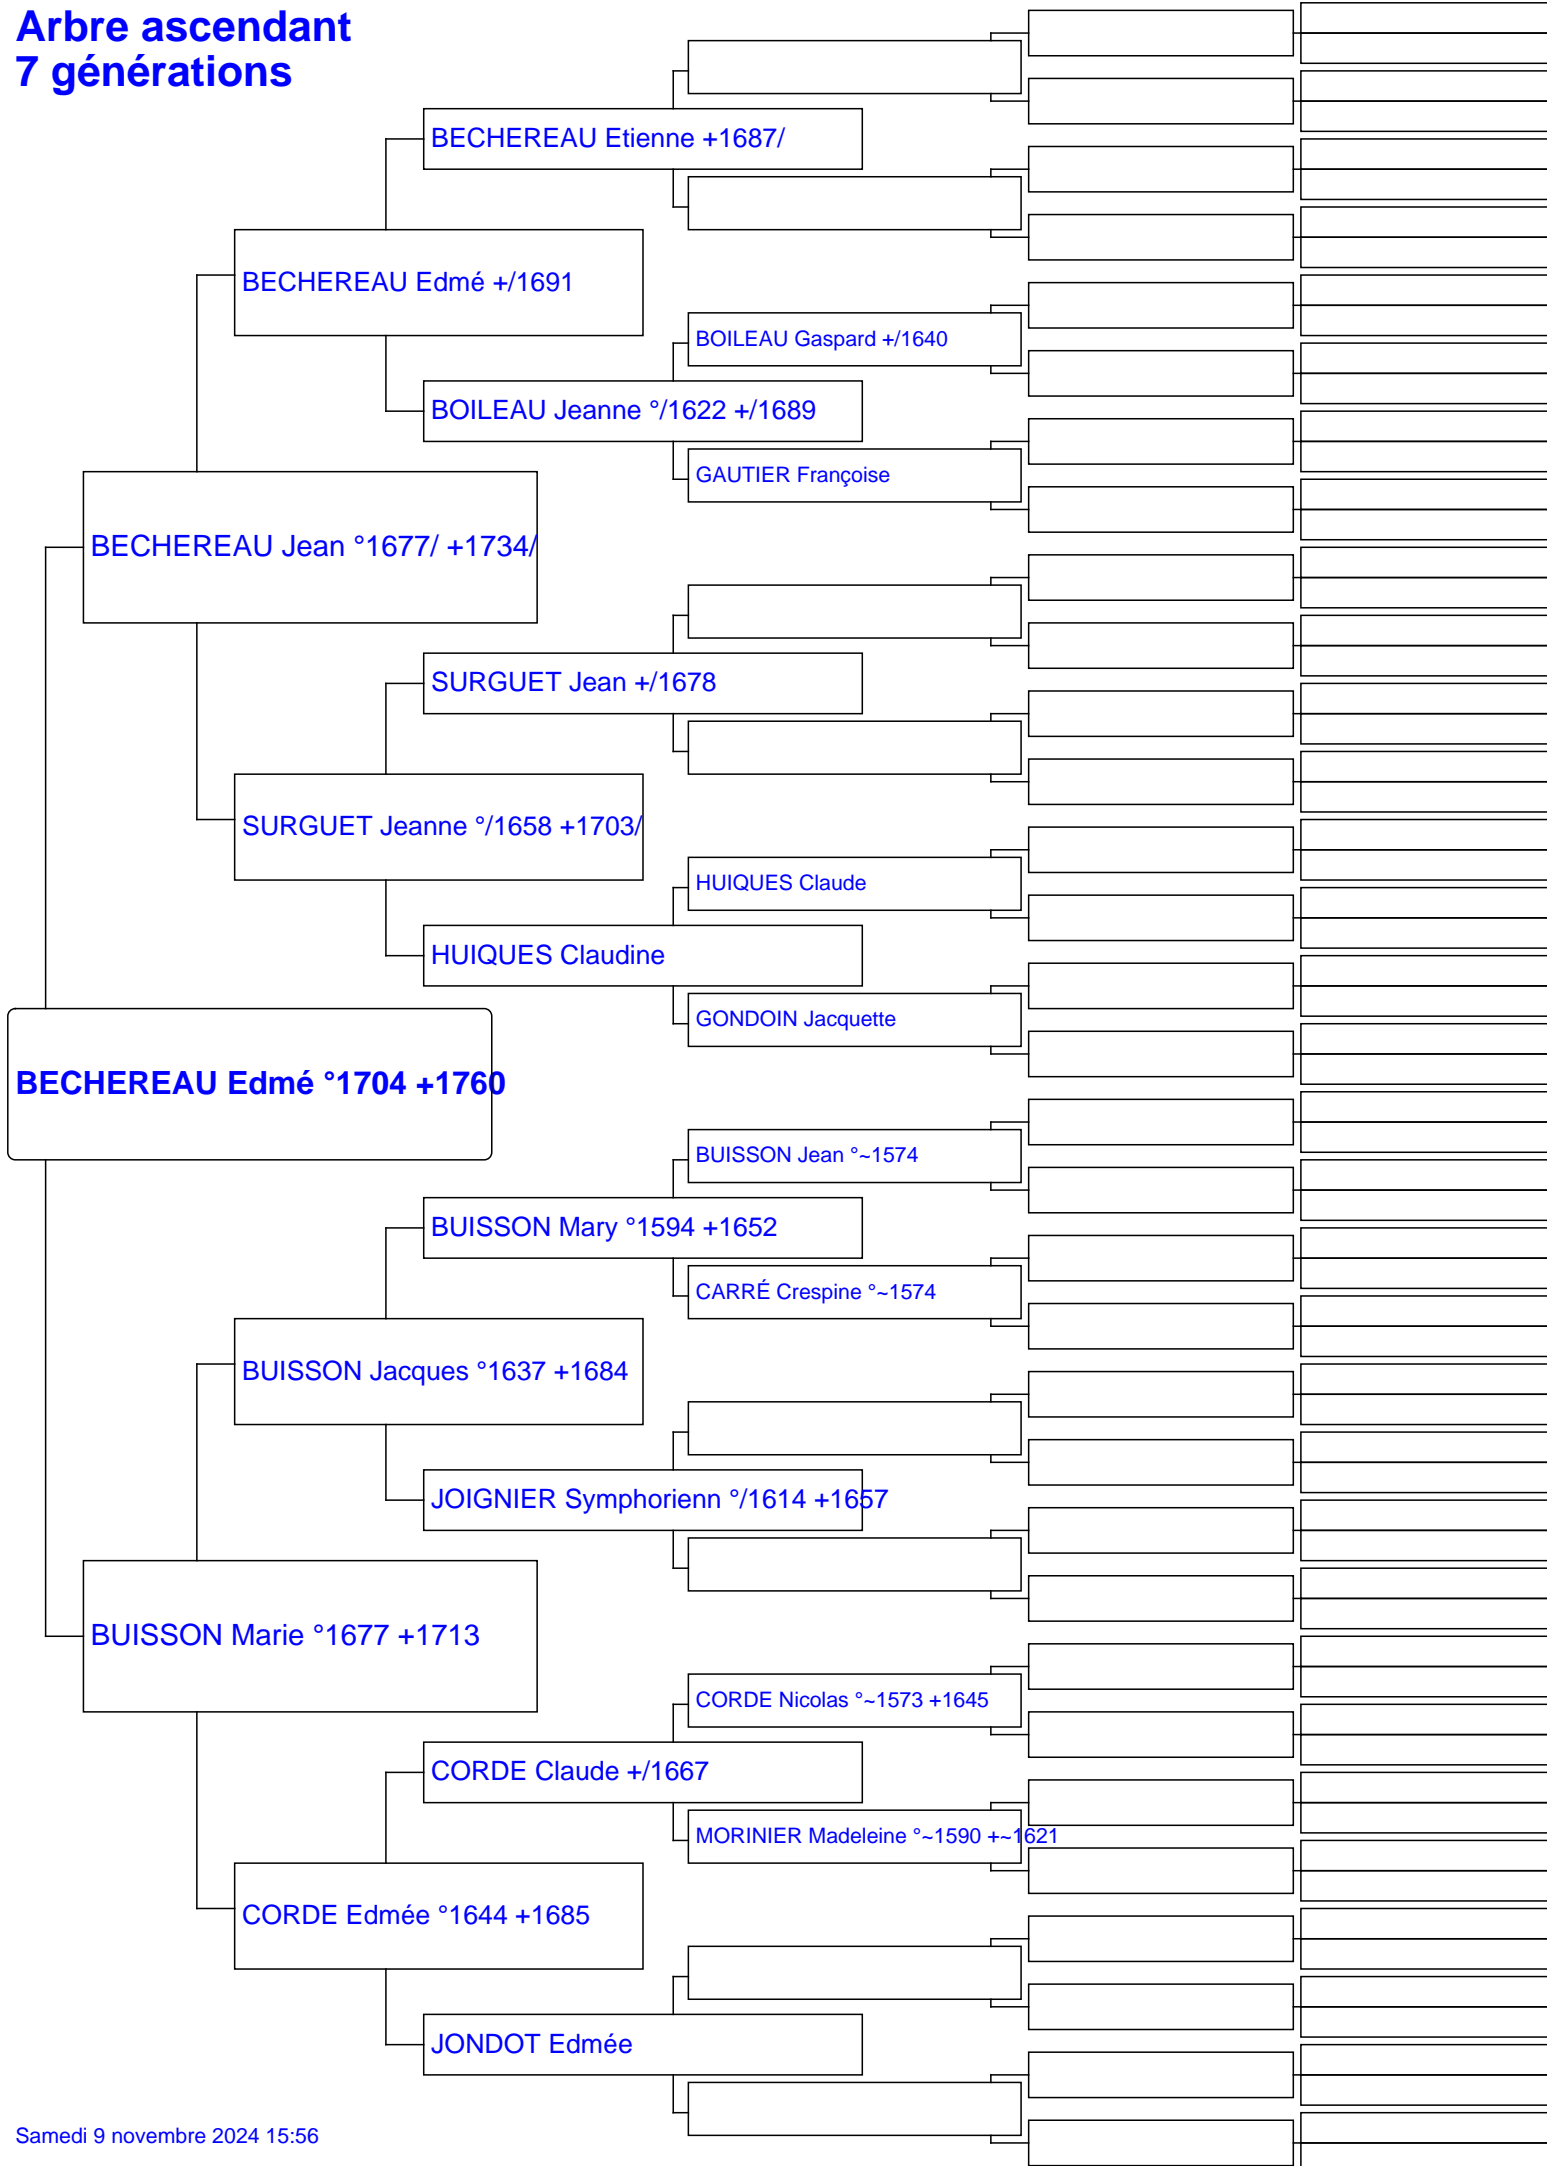 Arbre ascendant
7 générations
BECHEREAU Etienne +1687/
BECHEREAU Edmé +/1691
BOILEAU Gaspard +/1640
BOILEAU Jeanne °/1622 +/1689
GAUTIER Françoise
BECHEREAU Jean °1677/ +1734/
SURGUET Jean +/1678
SURGUET Jeanne °/1658 +1703/
HUIQUES Claude
HUIQUES Claudine
GONDOIN Jacquette
BECHEREAU Edmé °1704 +1760
BUISSON Jean °~1574
BUISSON Mary °1594 +1652
CARRÉ Crespine °~1574
BUISSON Jacques °1637 +1684
JOIGNIER Symphorienn °/1614 +1657
BUISSON Marie °1677 +1713
CORDE Nicolas °~1573 +1645
CORDE Claude +/1667
MORINIER Madeleine °~1590 +~1621
CORDE Edmée °1644 +1685
JONDOT Edmée
Samedi 9 novembre 2024 15:56